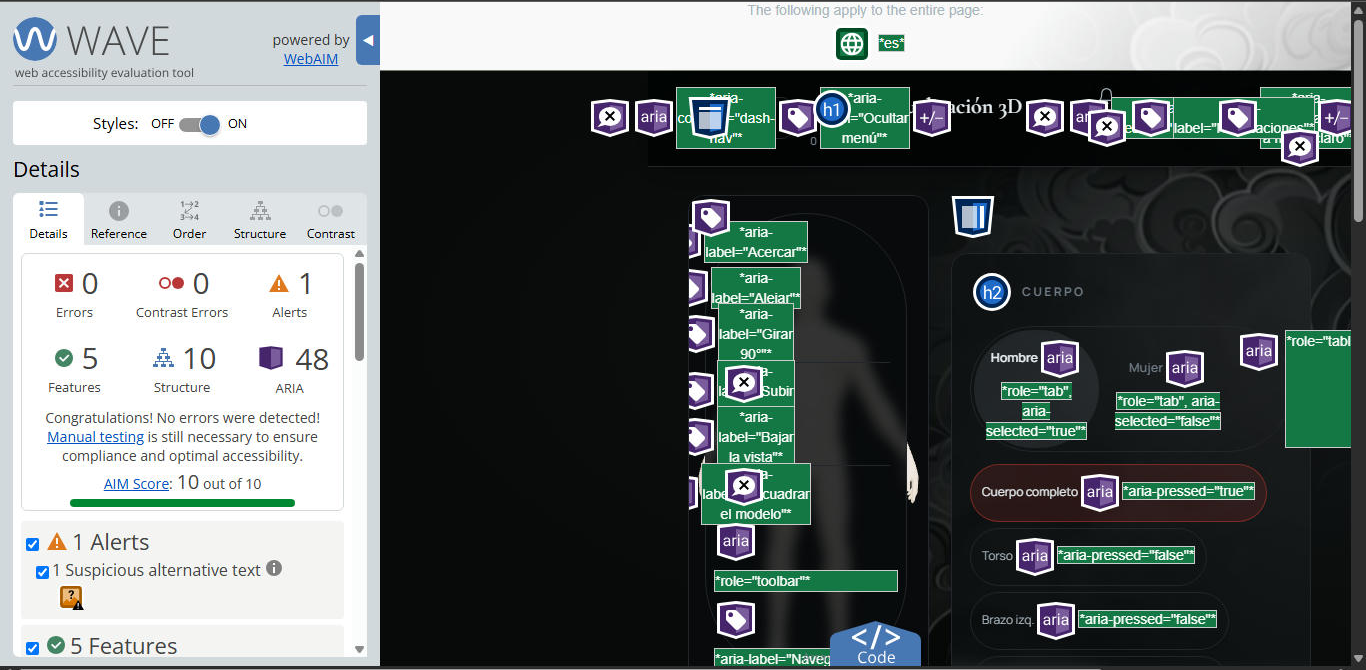 WAVE
web accessibility evaluation tool
powered by
WebAIM
Styles: OFF ON
Details
Details
Reference
Order
Structure
Contrast
0
Errors
0
Contrast Errors
1
Alerts
5
Features
10
Structure
48
ARIA
Congratulations! No errors were detected!
Manual testing is still necessary to ensure
compliance and optimal accessibility.
AIM Score: 10 out of 10
1 Alerts
1 Suspicious alternative text
5 Features
The following apply to the entire page:
*es*
aria
h1
*aria-
"Ocultar
menú"*
3D
+/-
+/-
*aria-
label="Acercar"*
*aria-
label="Alejar"*
*aria-
label="Girar
90°"*
Subir
*aria-
label="Bajar
la vista"*
el modelo"*
aria
*role="toolbar"*
</> Code
h2 CUERPO
Hombre aria
*role="tab",
aria-
selected="true"*
Mujer aria
*role="tab", aria-
selected="false"*
aria
Cuerpo completo aria *aria-pressed="true"*
Torso aria *aria-pressed="false"*
Brazo izq. aria *aria-pressed="false"*